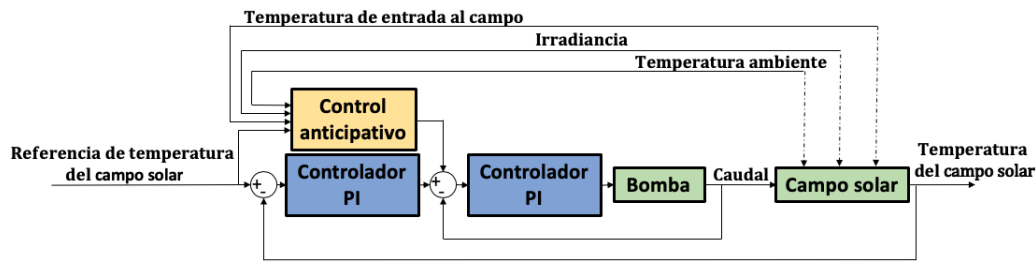 Temperatura de entrada al campo
Irradiancia
Temperatura ambiente
Control
anticipativo
Referencia de temperatura
del campo solar
+
-
Controlador
PI
+
-
Controlador
PI
Bomba
Caudal
Campo solar
Temperatura
del campo solar